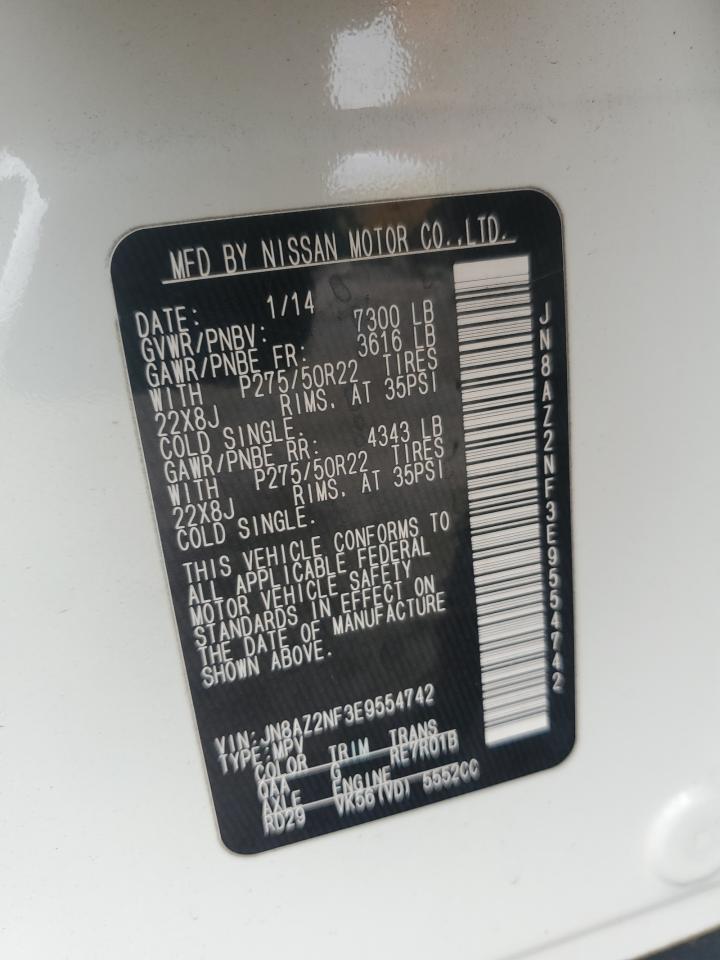 MFD BY NISSAN MOTOR CO.,LTD.
DATE: 1/14
GVWR/PNBV: 7300 LB
GAWR/PNBE FR: 3616 LB
WITH P275/50R22 TIRES
22X8J RIMS, AT 35PSI
COLD SINGLE.
GAWR/PNBE RR: 4343 LB
WITH P275/50R22 TIRES
22X8J RIMS, AT 35PSI
COLD SINGLE.
THIS VEHICLE CONFORMS TO
ALL APPLICABLE FEDERAL
MOTOR VEHICLE SAFETY
STANDARDS IN EFFECT ON
THE DATE OF MANUFACTURE
SHOWN ABOVE.
VIN:JN8AZ2NF3E9554742
TYPE:MPV
COLOR TRIM TRANS
QAA G RE7R01B
AXLE ENGINE
RD29 VK56(VD) 5552CC
JN8AZ2NF3E9554742